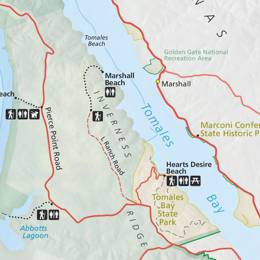 NAS
Tomales
Beach
Golden Gate National
Recreation Area
Marshall
Beach
Marshall
each
Pierce Point Road
INVERNESS
RIDGE
L Ranch Road
Tomales
Bay
Marconi Confe
State Historic P
Hearts Desire
Beach
Tomales
Bay
State
Park
Abbotts
Lagoon